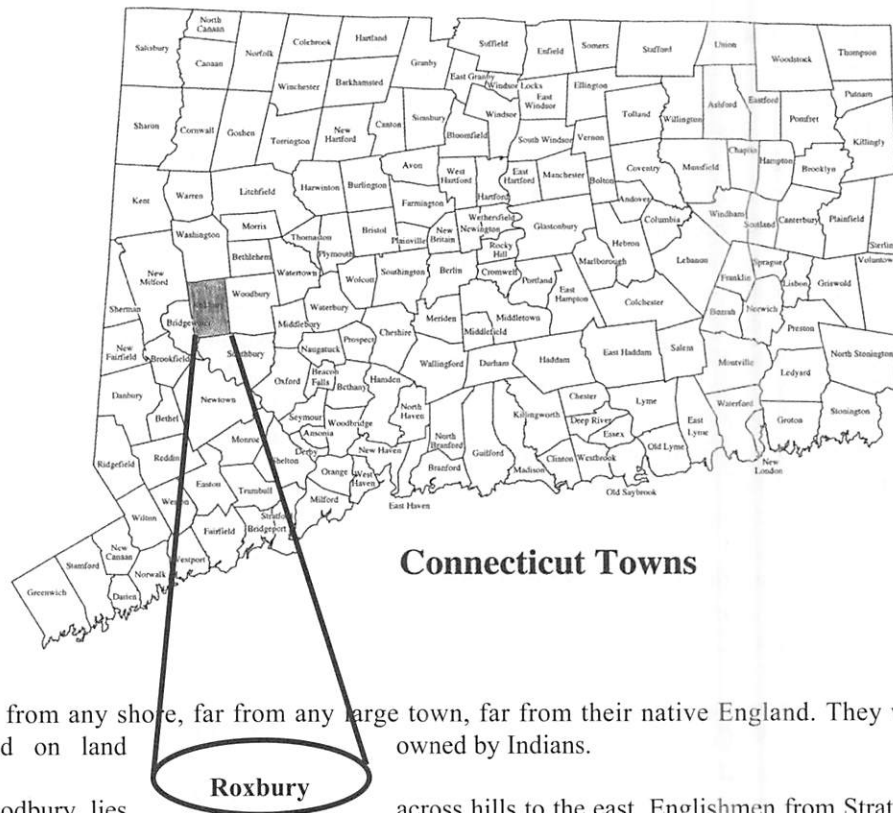 North
Canaan
Salisbury
Canaan
Norfolk
Colebrook
Hartland
Granby
Suffield
Enfield
Somers
Stafford
Union
Woodstock
Thompson
Winchester
Barkhamsted
East Granby
Windsor Locks
East
Windsor
Ellington
Putnam
Sharon
Cornwall
Goshen
Torrington
New
Hartford
Canton
Simsbury
Bloomfield
Windsor
South Windsor
Vernon
Tolland
Willington
Ashford
Eastford
Pomfret
Killingly
Kent
Warren
Litchfield
Harwinton
Burlington
Avon
West
Hartford
Hartford
East
Hartford
Manchester
Bolton
Coventry
Mansfield
Chaplin
Hampton
Brooklyn
Farmington
Andover
Washington
Morris
Bristol
Plainville
New
Britain
Wethersfield
Newington
Rocky
Hill
Glastonbury
Hebron
Columbia
Windham
Scotland
Canterbury
Plainfield
Sterling
Bethlehem
Thomaston
Plymouth
New
Milford
Woodbury
Watertown
Wolcott
Southington
Berlin
Cromwell
Portland
East
Hampton
Marlborough
Lebanon
Franklin
Sprague
Lisbon
Griswold
Voluntown
Sherman
Bridgewater
Middlebury
Waterbury
Cheshire
Meriden
Middletown
Middlefield
Colchester
Bozrah
Norwich
Preston
New
Fairfield
Brookfield
Southbury
Naugatuck
Prospect
Wallingford
Durham
Haddam
East Haddam
Salem
Montville
Ledyard
North Stonington
Danbury
Bethel
Newtown
Oxford
Beacon
Falls
Bethany
Hamden
North
Haven
Seymour
Woodbridge
Ansonia
Derby
New Haven
North
Branford
Branford
Guilford
Killingworth
Madison
Chester
Deep River
Essex
Clinton
Westbrook
Lyme
Old Lyme
East
Lyme
Waterford
Groton
Stonington
New
London
Old Saybrook
Ridgefield
Redding
Monroe
Shelton
Orange
West
Haven
East Haven
Easton
Trumbull
Milford
Stratford
Bridgeport
Weston
Wilton
Fairfield
New
Canaan
Westport
Norwalk
Darien
Stamford
Greenwich
Connecticut Towns
from any shore, far from any large town, far from their native England. They
on land owned by Indians.
Roxbury
lies across hills to the east. Englishmen from